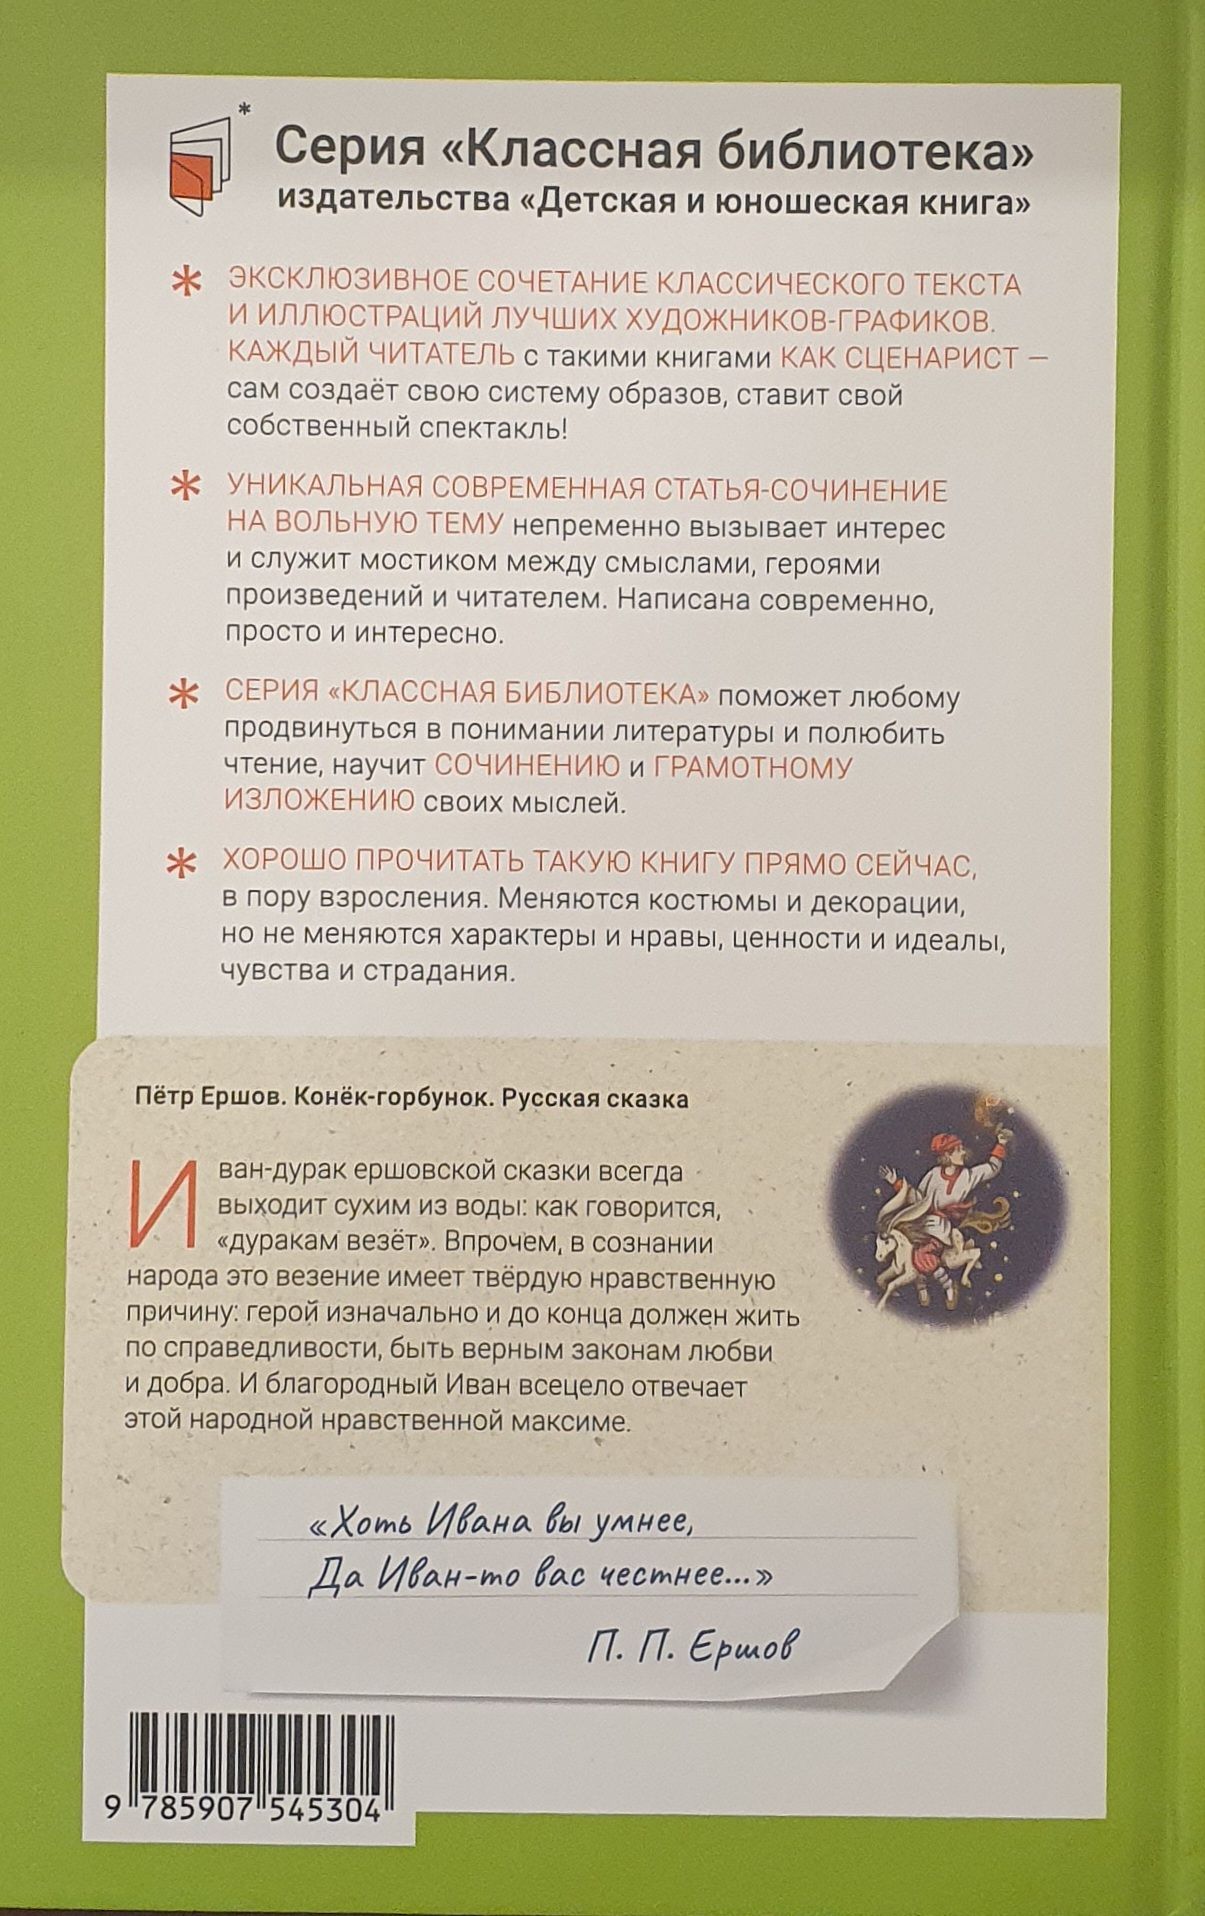 Серия «Классная библиотека»
издательства «Детская и юношеская книга»
* ЭКСКЛЮЗИВНОЕ СОЧЕТАНИЕ КЛАССИЧЕСКОГО ТЕКСТА
И ИЛЛЮСТРАЦИЙ ЛУЧШИХ ХУДОЖНИКОВ-ГРАФИКОВ.
КАЖДЫЙ ЧИТАТЕЛЬ с такими книгами КАК СЦЕНАРИСТ —
сам создаёт свою систему образов, ставит свой
собственный спектакль!
* УНИКАЛЬНАЯ СОВРЕМЕННАЯ СТАТЬЯ-СОЧИНЕНИЕ
НА ВОЛЬНУЮ ТЕМУ непременно вызывает интерес
и служит мостиком между смыслами, героями
произведений и читателем. Написана современно,
просто и интересно.
* СЕРИЯ «КЛАССНАЯ БИБЛИОТЕКА» поможет любому
продвинуться в понимании литературы и полюбить
чтение, научит СОЧИНЕНИЮ и ГРАМОТНОМУ
ИЗЛОЖЕНИЮ своих мыслей.
* ХОРОШО ПРОЧИТАТЬ ТАКУЮ КНИГУ ПРЯМО СЕЙЧАС,
в пору взросления. Меняются костюмы и декорации,
но не меняются характеры и нравы, ценности и идеалы,
чувства и страдания.
Пётр Ершов. Конёк-горбунок. Русская сказка
Иван-дурак ершовской сказки всегда
выходит сухим из воды: как говорится,
«дуракам везёт». Впрочем, в сознании
народа это везение имеет твёрдую нравственную
причину: герой изначально и до конца должен жить
по справедливости, быть верным законам любви
и добра. И благородный Иван всецело отвечает
этой народной нравственной максиме.
«Хоть Ивана вы умнее,
Да Иван-то вас честнее...»
П. П. Ершов
9 785907 545304